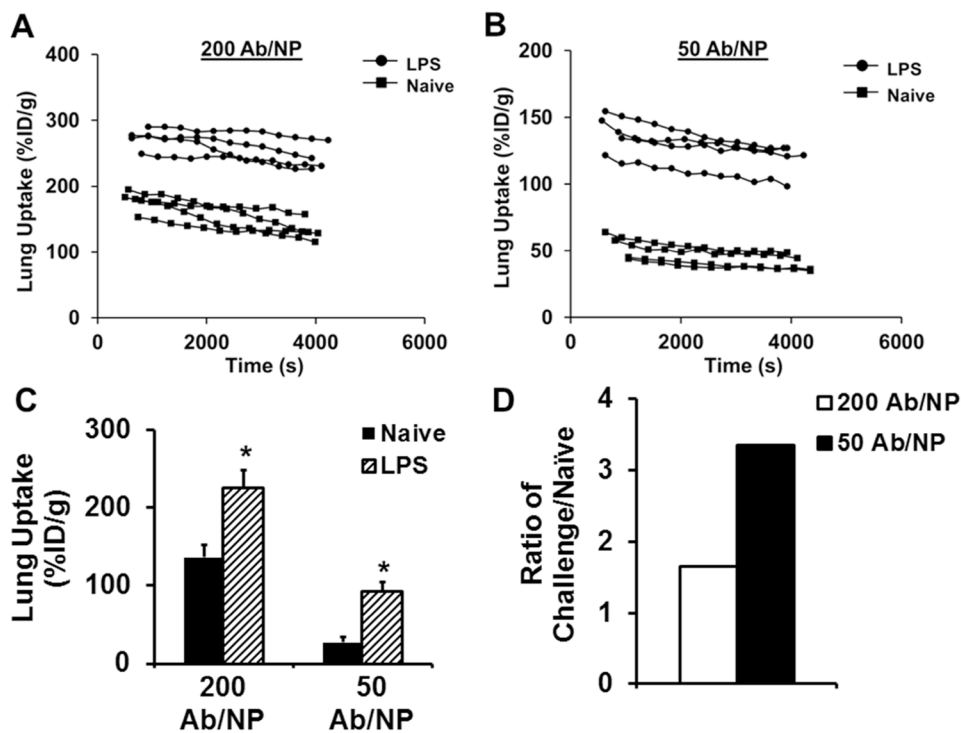 A
200 Ab/NP
LPS
Naive
400
300
200
100
0
Lung Uptake (%ID/g)
0 2000 4000 6000
Time (s)
B
50 Ab/NP
LPS
Naive
200
150
100
50
0
Lung Uptake (%ID/g)
0 2000 4000 6000
Time (s)
C
Naive
LPS
300
200
100
0
Lung Uptake
(%ID/g)
*
*
200 50
Ab/NP Ab/NP
D
200 Ab/NP
50 Ab/NP
4
3
2
1
0
Ratio of
Challenge/Naïve